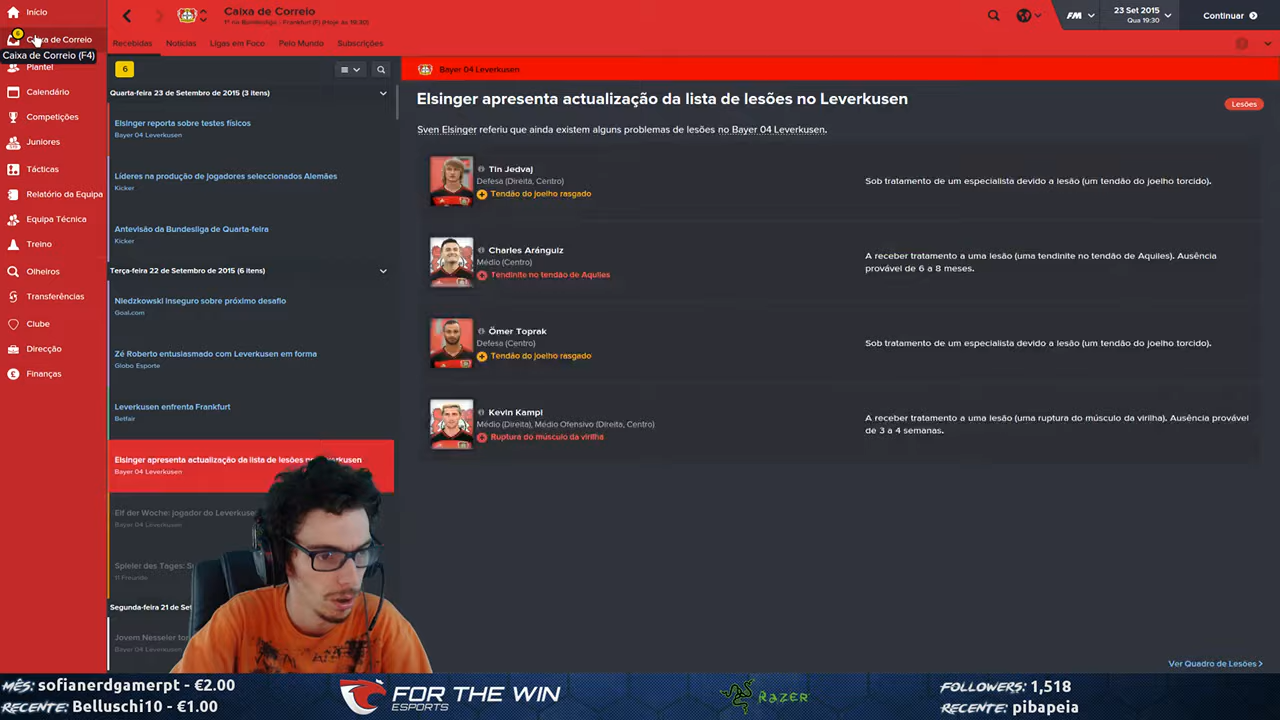 Início
6
Caixa de Correio
Caixa de Correio (F4)
Plantel
Calendário
Competições
Juniores
Tácticas
Relatório da Equipa
Equipa Técnica
Treino
Olheiros
Transferências
Clube
Direcção
Finanças
Caixa de Correio
1º no Bundesliga - Frankfurt (F) (Hoje às 19:30)
FM
23 Set 2015
Qua 19:30
Continuar
Recebidas
Notícias
Ligas em Foco
Pelo Mundo
Subscrições
6
Quarta-feira 23 de Setembro de 2015 (3 itens)
Elsinger reporta sobre testes físicos
Bayer 04 Leverkusen
Líderes na produção de jogadores seleccionados Alemães
Kicker
Antevisão da Bundesliga de Quarta-feira
Kicker
Terça-feira 22 de Setembro de 2015 (6 itens)
Niedzkowski inseguro sobre próximo desafio
Goal.com
Zé Roberto entusiasmado com Leverkusen em forma
Globo Esporte
Leverkusen enfrenta Frankfurt
Betfair
Elsinger apresenta actualização da lista de lesões no Leverkusen
Bayer 04 Leverkusen
Elf der Woche: jogador do Leverkuse
Bayer 04 Leverkusen
Spieler des Tages: S
11 Freunde
Segunda-feira 21 de Set
Jovem Nesseler tor
Bayer 04 Leverkusen
Bayer 04 Leverkusen
Elsinger apresenta actualização da lista de lesões no Leverkusen
Lesões
Sven Elsinger referiu que ainda existem alguns problemas de lesões no Bayer 04 Leverkusen.
Tin Jedvaj
Defesa (Direita, Centro)
Tendão do joelho rasgado
Sob tratamento de um especialista devido a lesão (um tendão do joelho torcido).
Charles Aránguiz
Médio (Centro)
Tendinite no tendão de Aquiles
A receber tratamento a uma lesão (uma tendinite no tendão de Aquiles). Ausência
provável de 6 a 8 meses.
Ömer Toprak
Defesa (Centro)
Tendão do joelho rasgado
Sob tratamento de um especialista devido a lesão (um tendão do joelho torcido).
Kevin Kampl
Médio (Direita), Médio Ofensivo (Direita, Centro)
Ruptura do músculo da virilha
A receber tratamento a uma lesão (uma ruptura do músculo da virilha). Ausência provável
de 3 a 4 semanas.
Ver Quadro de Lesões >
MÊS: sofianerdgamerpt - €2.00
RECENTE: Belluschi10 - €1.00
FOR THE WIN
ESPORTS
RAZER
FOLLOWERS: 1,518
RECENTE: pibapeia